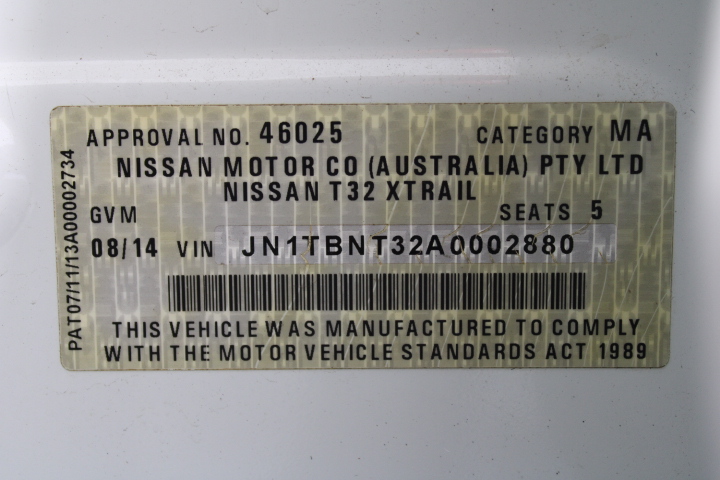 APPROVAL NO. 46025 CATEGORY MA
NISSAN MOTOR CO (AUSTRALIA) PTY LTD
NISSAN T32 XTRAIL
GVM SEATS 5
08/14 VIN JN1TBNT32A0002880
THIS VEHICLE WAS MANUFACTURED TO COMPLY
WITH THE MOTOR VEHICLE STANDARDS ACT 1989
PAT07/11/13A00002734